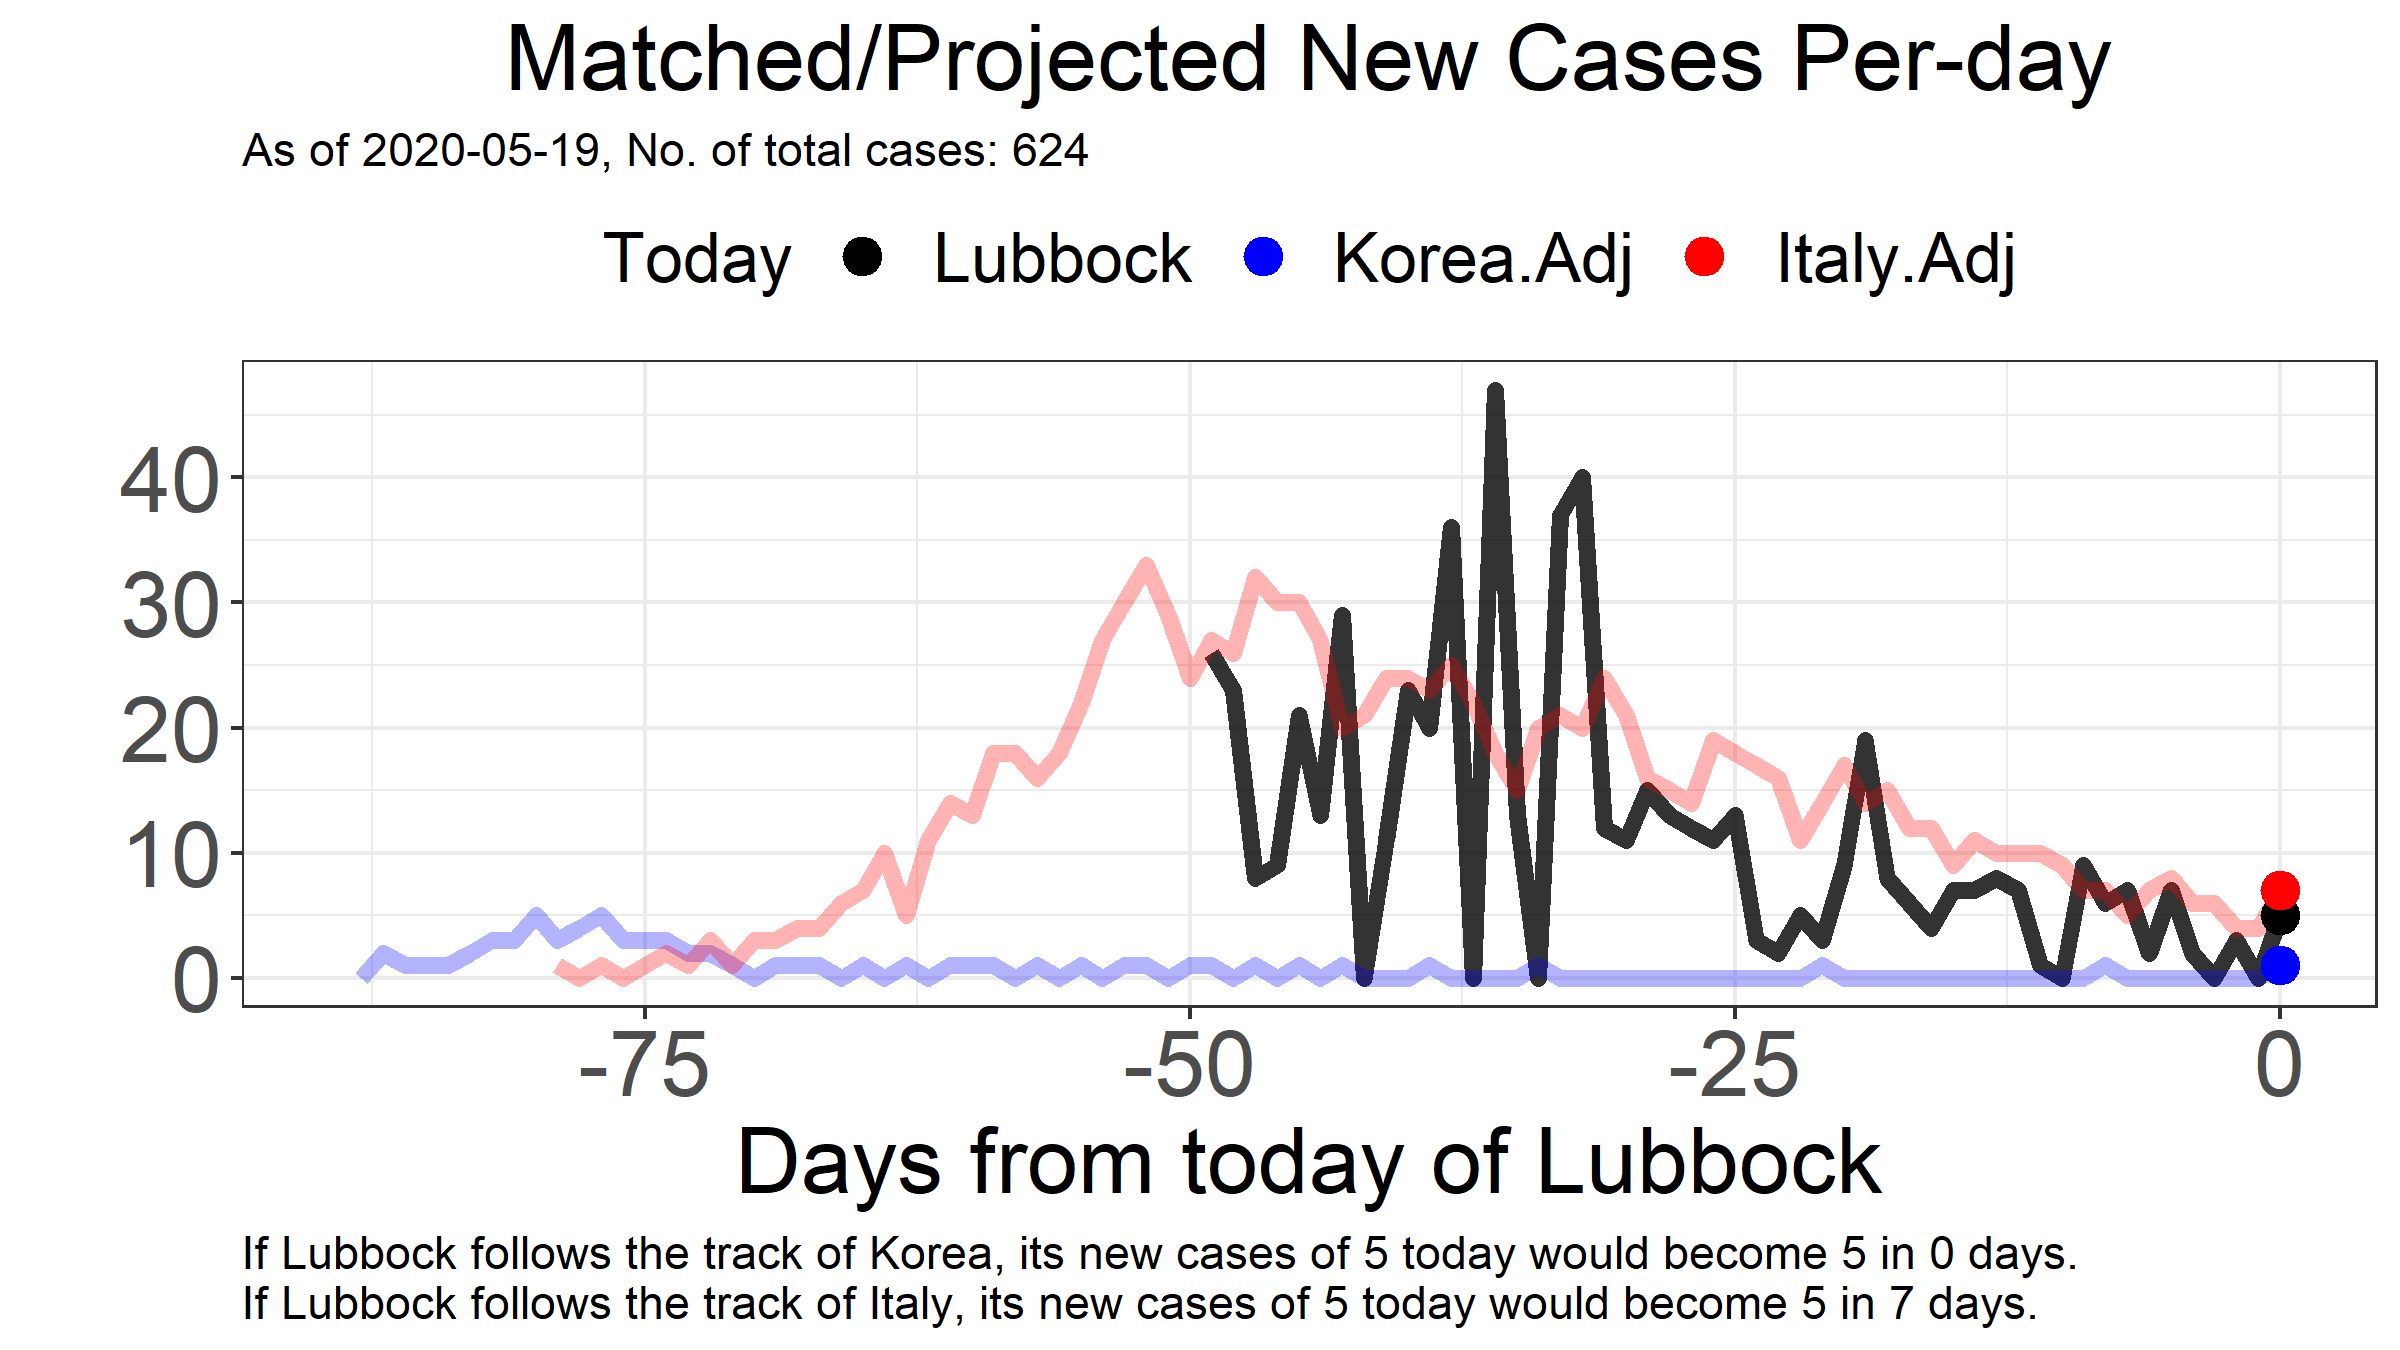 Matched/Projected New Cases Per-day
As of 2020-05-19, No. of total cases: 624
Today Lubbock Korea.Adj Italy.Adj
40
30
20
10
0
-75 -50 -25 0
Days from today of Lubbock
If Lubbock follows the track of Korea, its new cases of 5 today would become 5 in 0 days.
If Lubbock follows the track of Italy, its new cases of 5 today would become 5 in 7 days.